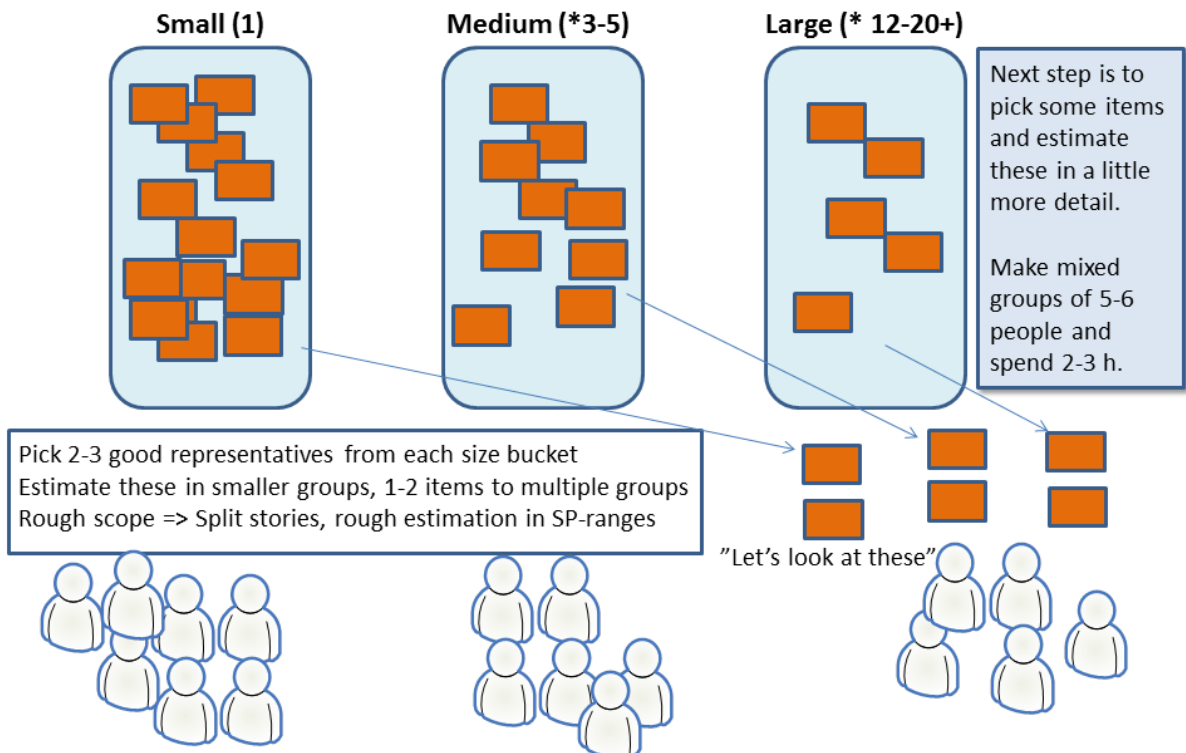 Small (1)
Medium (*3-5)
Large (* 12-20+)
Next step is to
pick some items
and estimate
these in a little
more detail.
Make mixed
groups of 5-6
people and
spend 2-3 h.
Pick 2-3 good representatives from each size bucket
Estimate these in smaller groups, 1-2 items to multiple groups
Rough scope => Split stories, rough estimation in SP-ranges
”Let’s look at these”